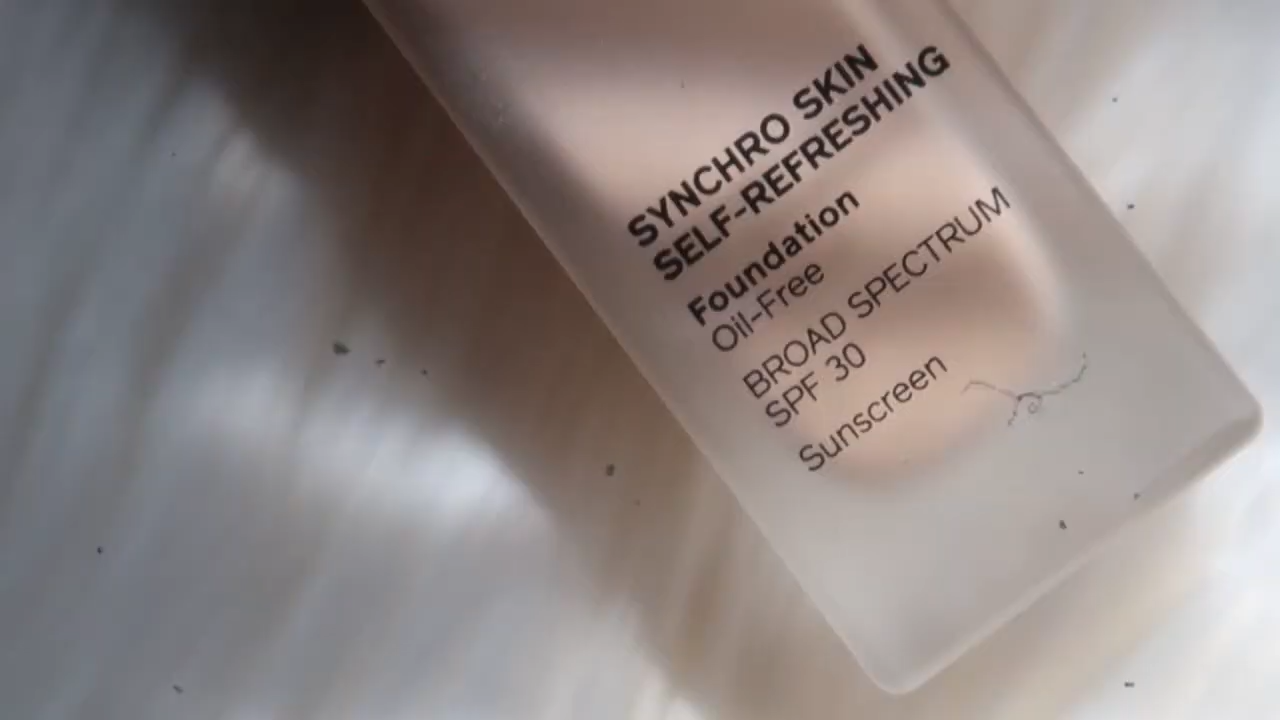 SYNCHRO SKIN
SELF-REFRESHING
Foundation
Oil-Free
BROAD SPECTRUM
SPF 30
Sunscreen